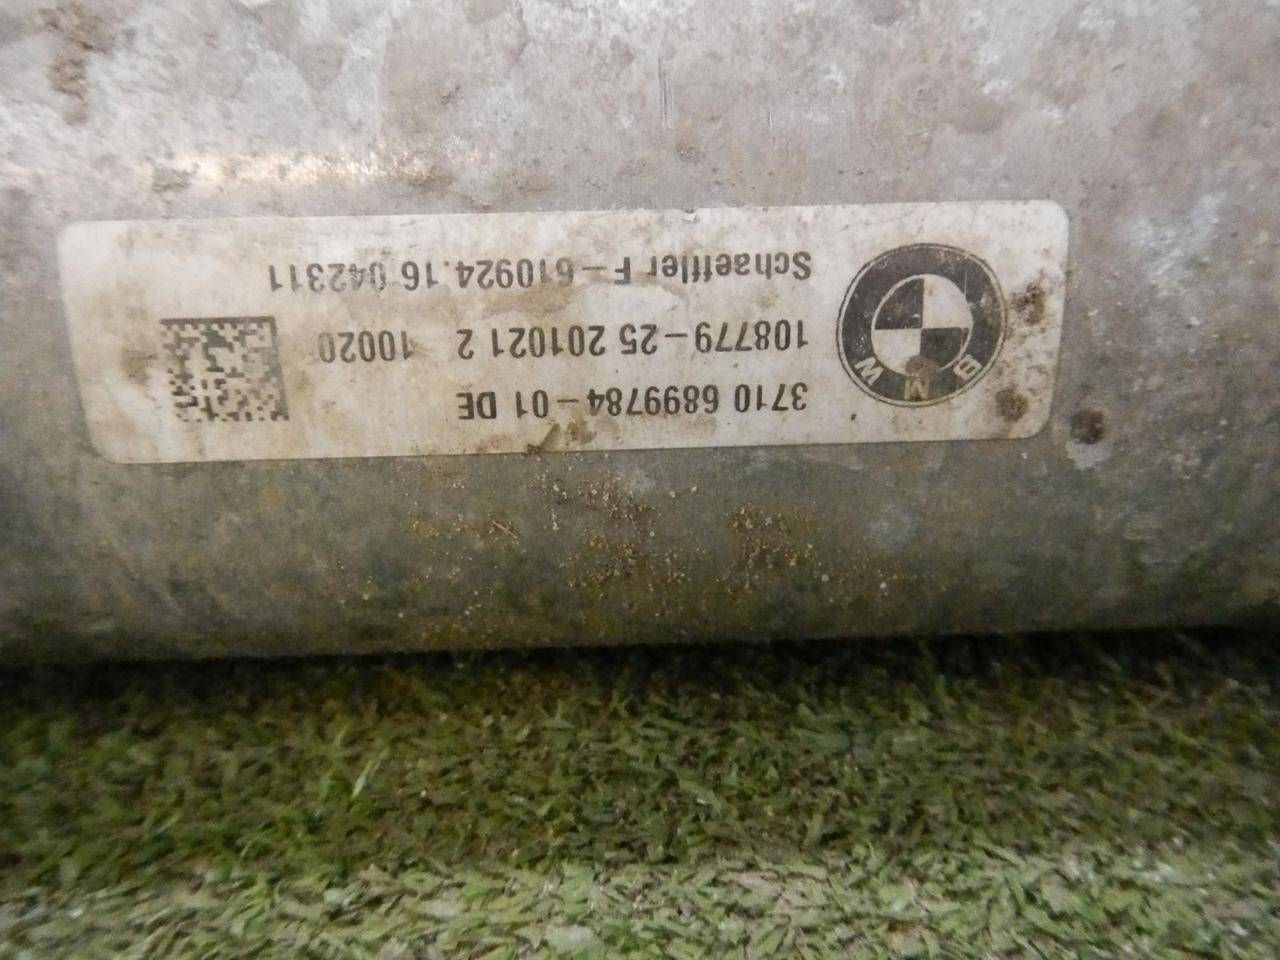 BMW
3710 6899784-01 DE
108779-25 201021 2 10020
Schaeffler F-610924.16 042311